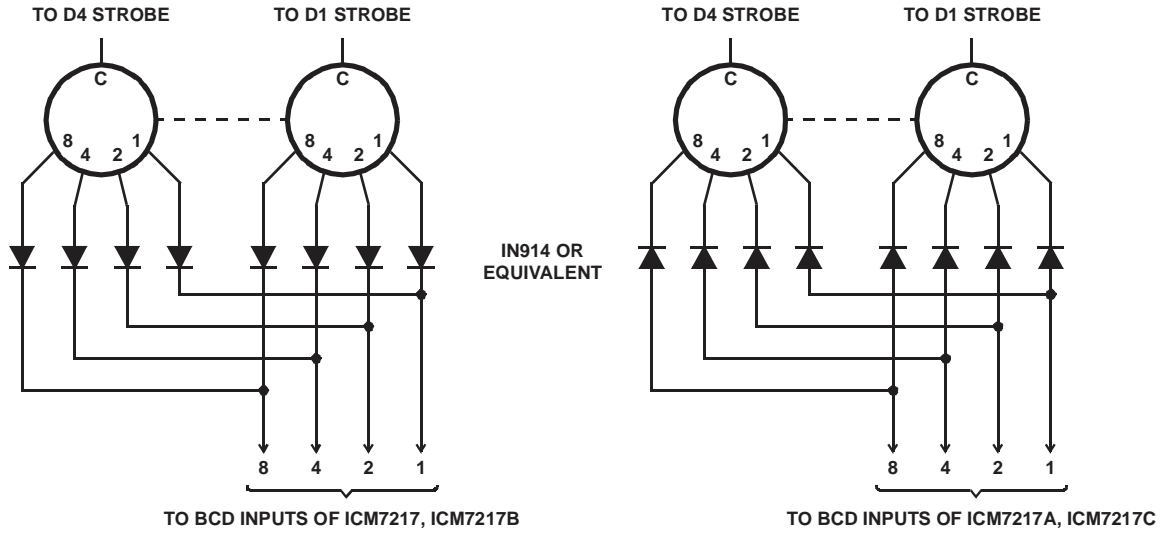 TO D4 STROBE
TO D1 STROBE
TO D4 STROBE
TO D1 STROBE
C
C
C
C
8 4 2 1
8 4 2 1
8 4 2 1
8 4 2 1
IN914 OR
EQUIVALENT
8 4 2 1
8 4 2 1
TO BCD INPUTS OF ICM7217, ICM7217B
TO BCD INPUTS OF ICM7217A, ICM7217C